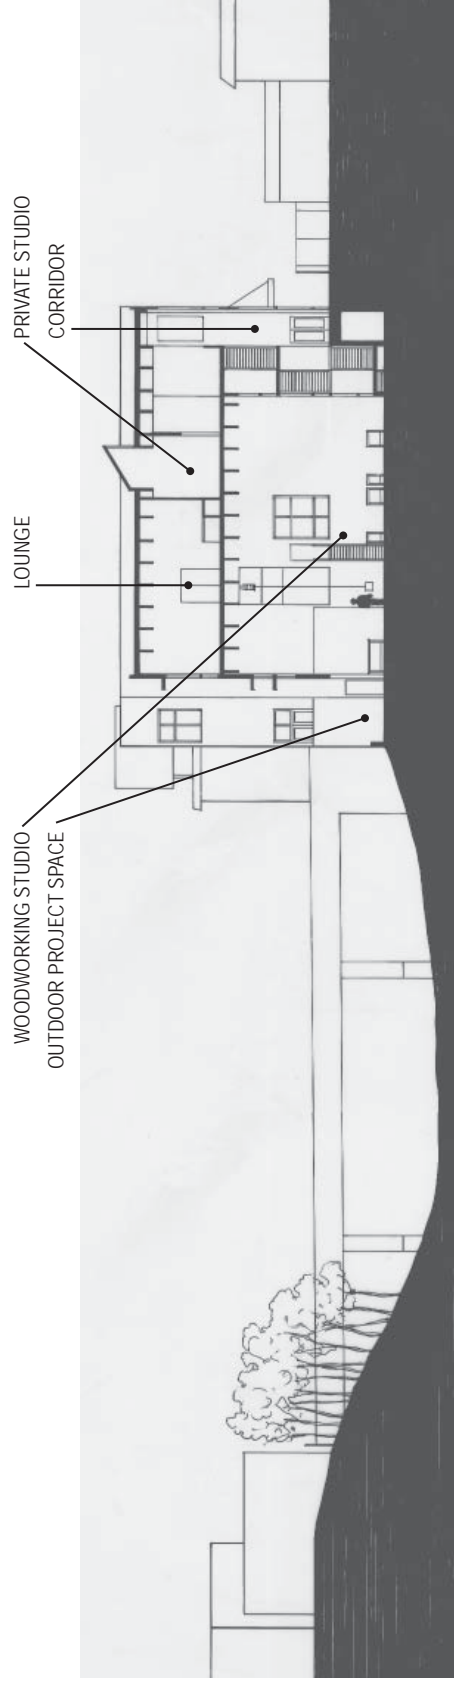 WOODWORKING STUDIO
OUTDOOR PROJECT SPACE
LOUNGE
PRIVATE STUDIO
CORRIDOR